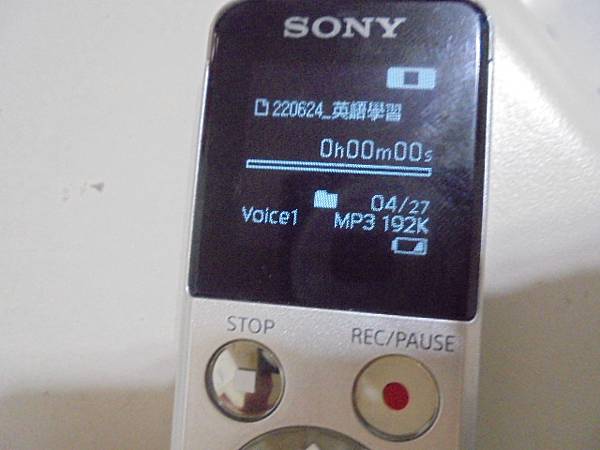 SONY
220624_英語學習
0h00m00s
04/27
Voice1 MP3 192K
STOP REC/PAUSE